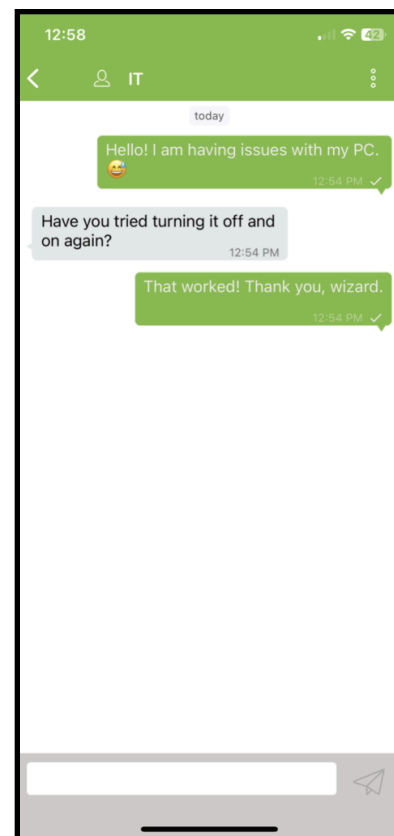 12:58
42
IT
today
Hello! I am having issues with my PC.
😅
12:54 PM
Have you tried turning it off and
on again?
12:54 PM
That worked! Thank you, wizard.
12:54 PM